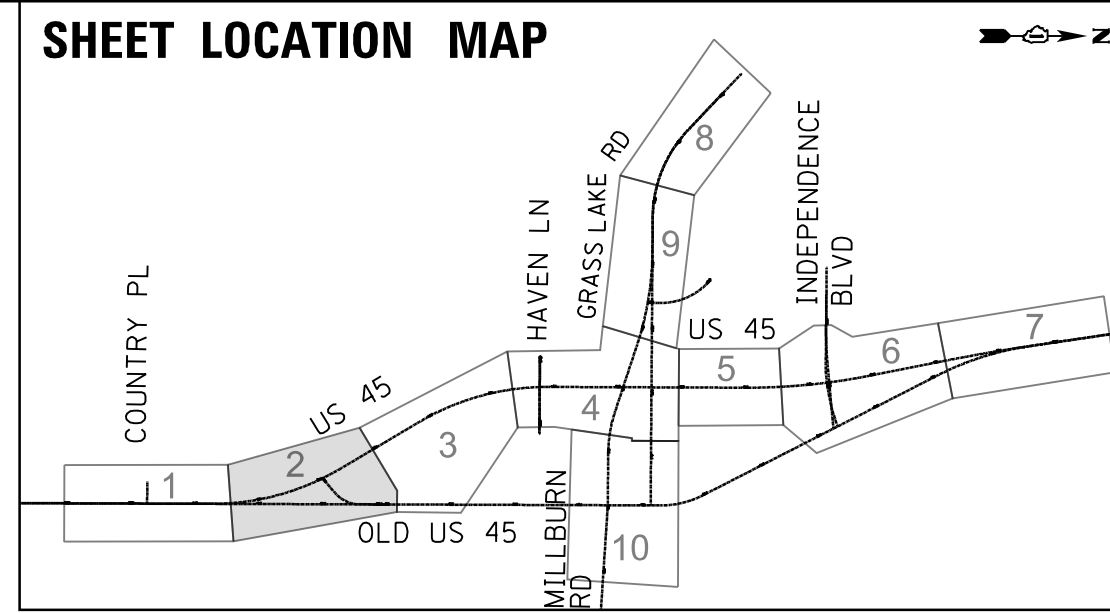 SHEET LOCATION MAP
N
8
GRASS LAKE RD
9
INDEPENDENCE
BLVD
HAVEN LN
COUNTRY PL
US 45
US 45
7
6
5
4
3
2
1
OLD US 45
MILLBURN
RD
10